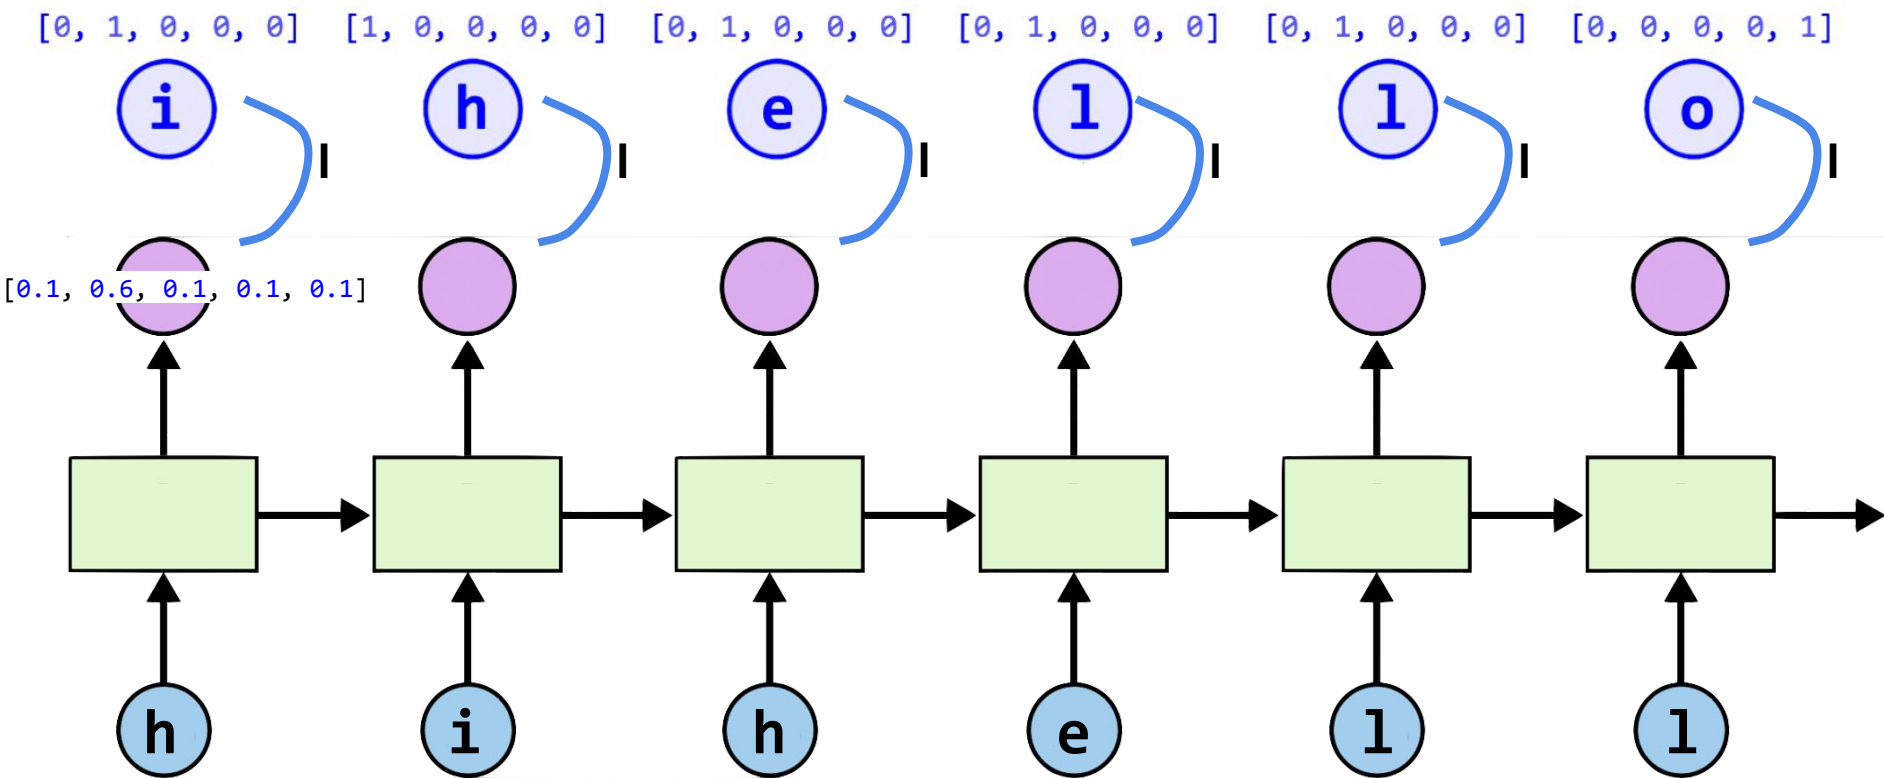 [0, 1, 0, 0, 0] [1, 0, 0, 0, 0] [0, 1, 0, 0, 0] [0, 1, 0, 0, 0] [0, 1, 0, 0, 0] [0, 0, 0, 0, 1]
i h e l l o
l l l l l l
[0.1, 0.6, 0.1, 0.1, 0.1]
h i h e l l